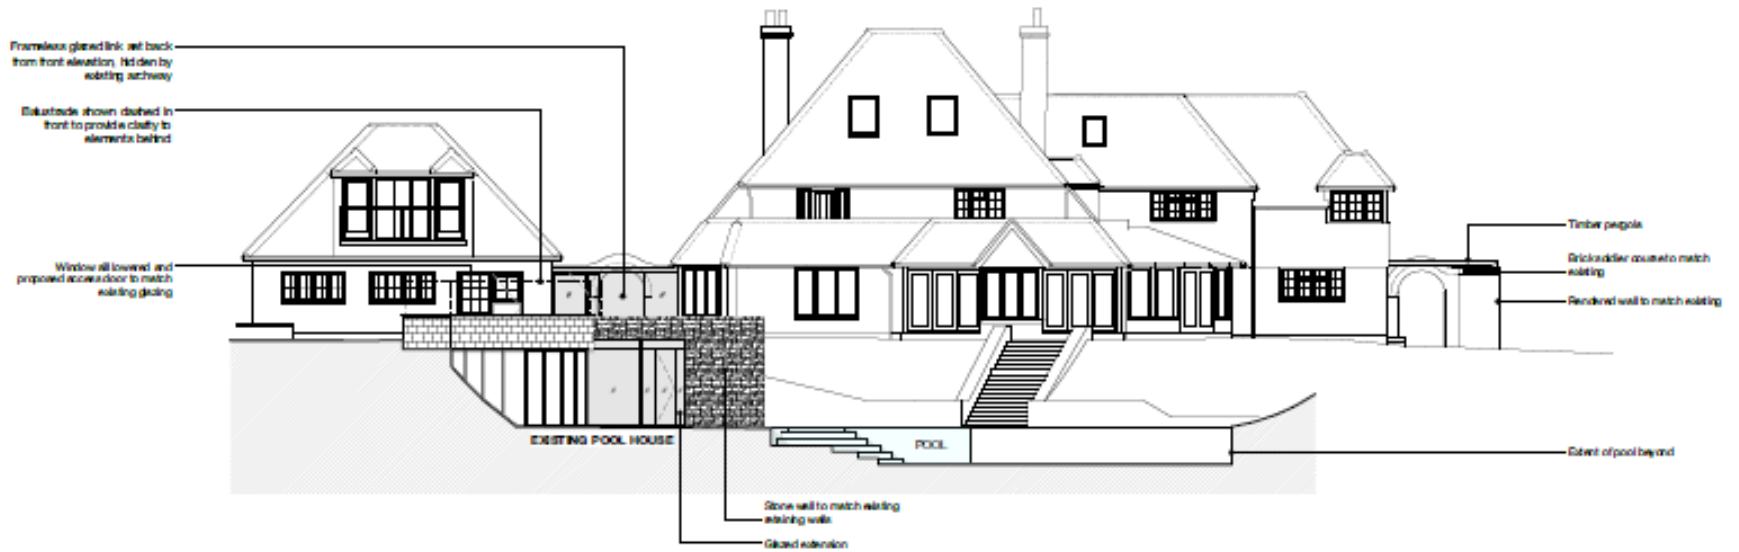 Frameless glazed link set back
from front elevation, hidden by
existing archway
Balustrade shown dashed in
front to provide clarity to
elements behind
Window sill lowered and
proposed access door to match
existing glazing
Timber pergola
Brick soldier course to match
existing
Rendered wall to match existing
EXISTING POOL HOUSE
POOL
Extent of pool beyond
Stone wall to match existing
retaining walls
Glazed extension